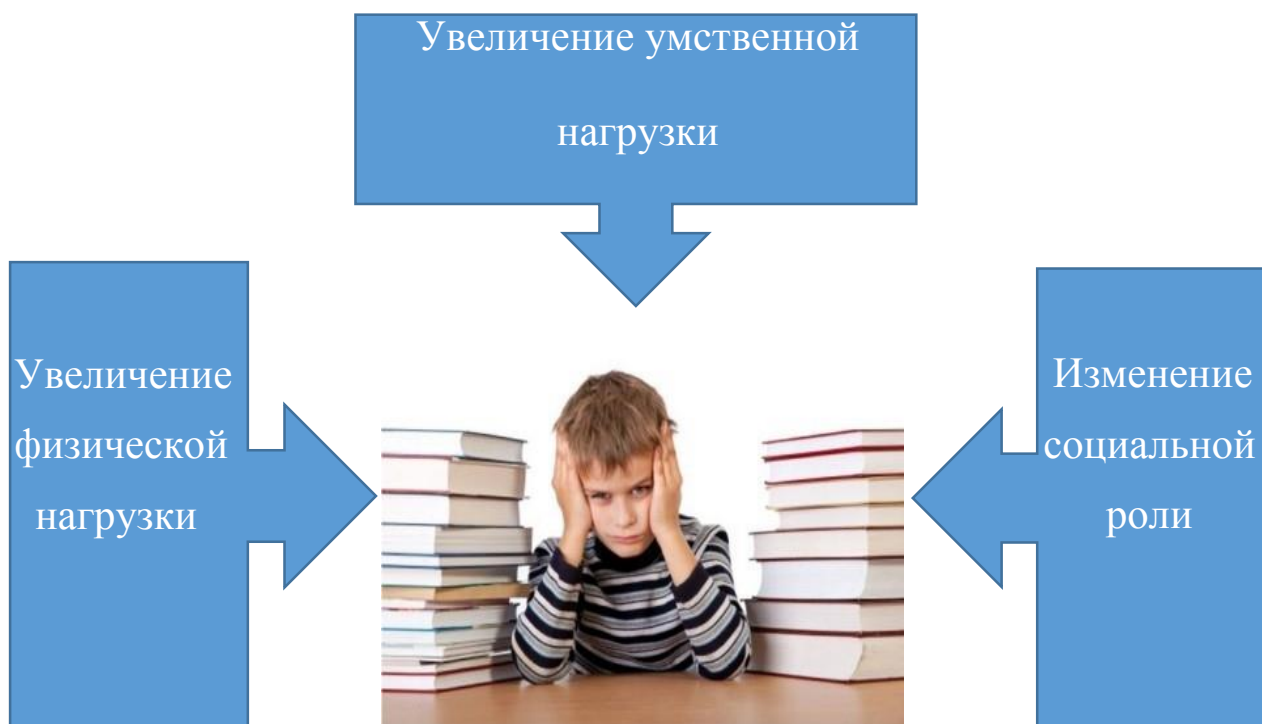 Увеличение умственной
нагрузки
Увеличение
физической
нагрузки
Изменение
социальной
роли